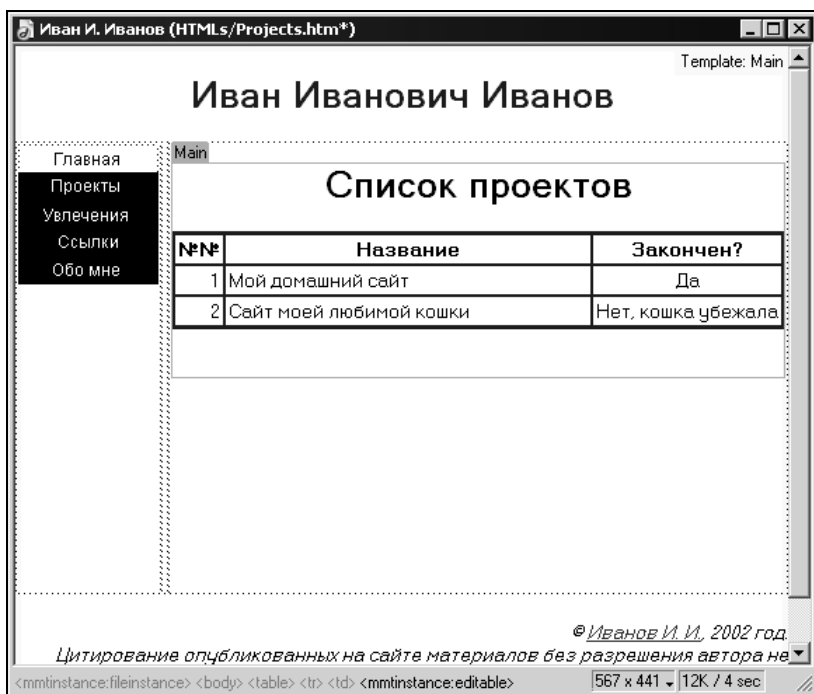 Иван И. Иванов (HTMLs/Projects.htm*)
Template: Main
Иван Иванович Иванов
Main
Главная
Проекты
Увлечения
Ссылки
Обо мне
Список проектов
№№ Название Закончен?
1 Мой домашний сайт Да
2 Сайт моей любимой кошки Нет, кошка убежала
© Иванов И. И., 2002 год.
Цитирование опубликованных на сайте материалов без разрешения автора не
<mmtinstance:fileinstance> <body> <table> <tr> <td> <mmtinstance:editable> 567 x 441 12K / 4 sec